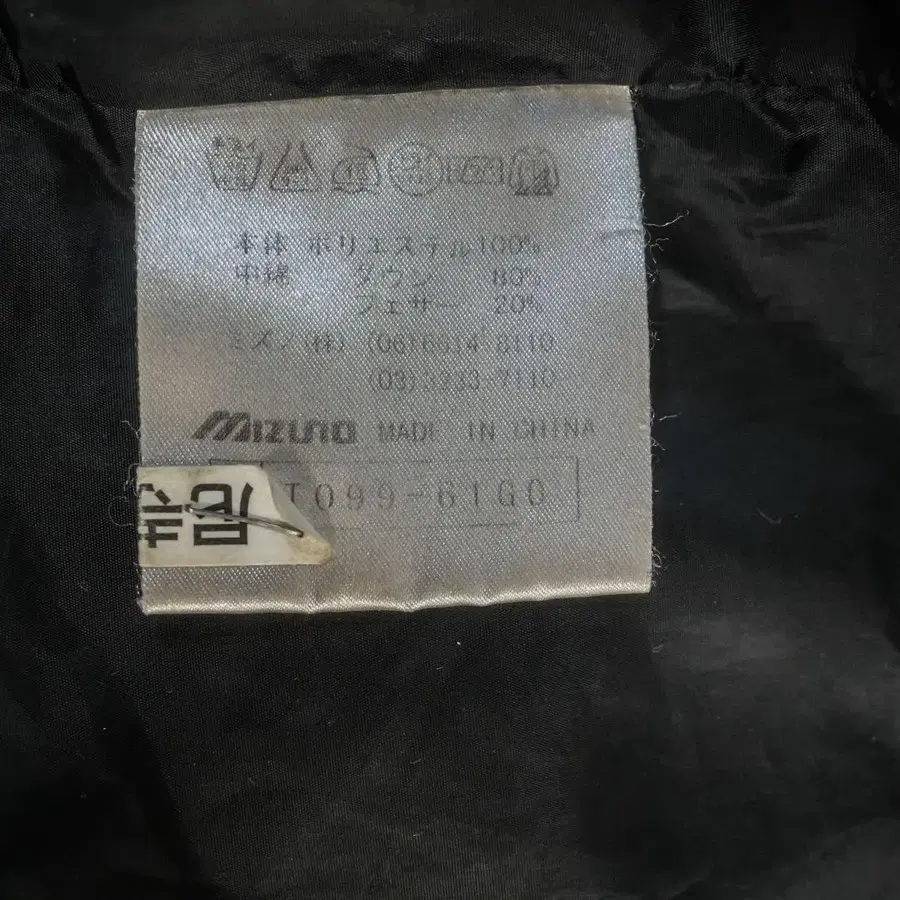 本体 ポリエステル100%
中綿 ダウン 80%
フェザー 20%
ミズノ(株) (06)6614-8110
(03)3233-7110
MIZUNO MADE IN CHINA
T099-61G0